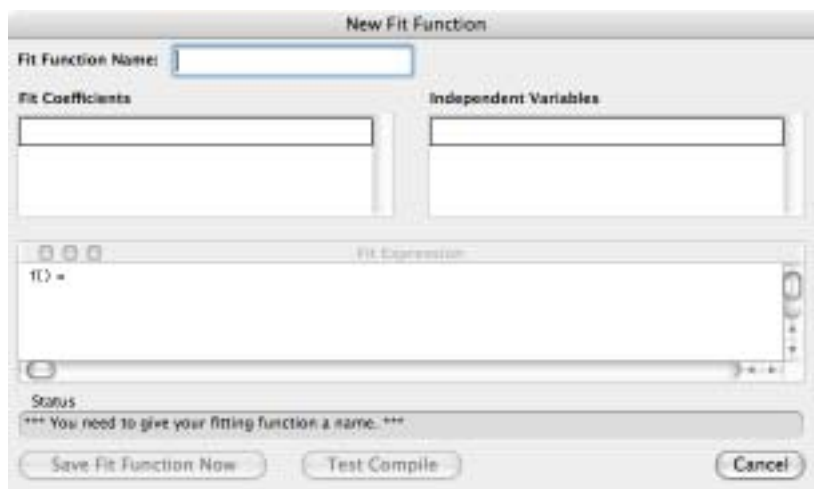 New Fit Function
Fit Function Name:
Fit Coefficients
Independent Variables
Fit Expression
f() =
Status
*** You need to give your fitting function a name. ***
Save Fit Function Now
Test Compile
Cancel